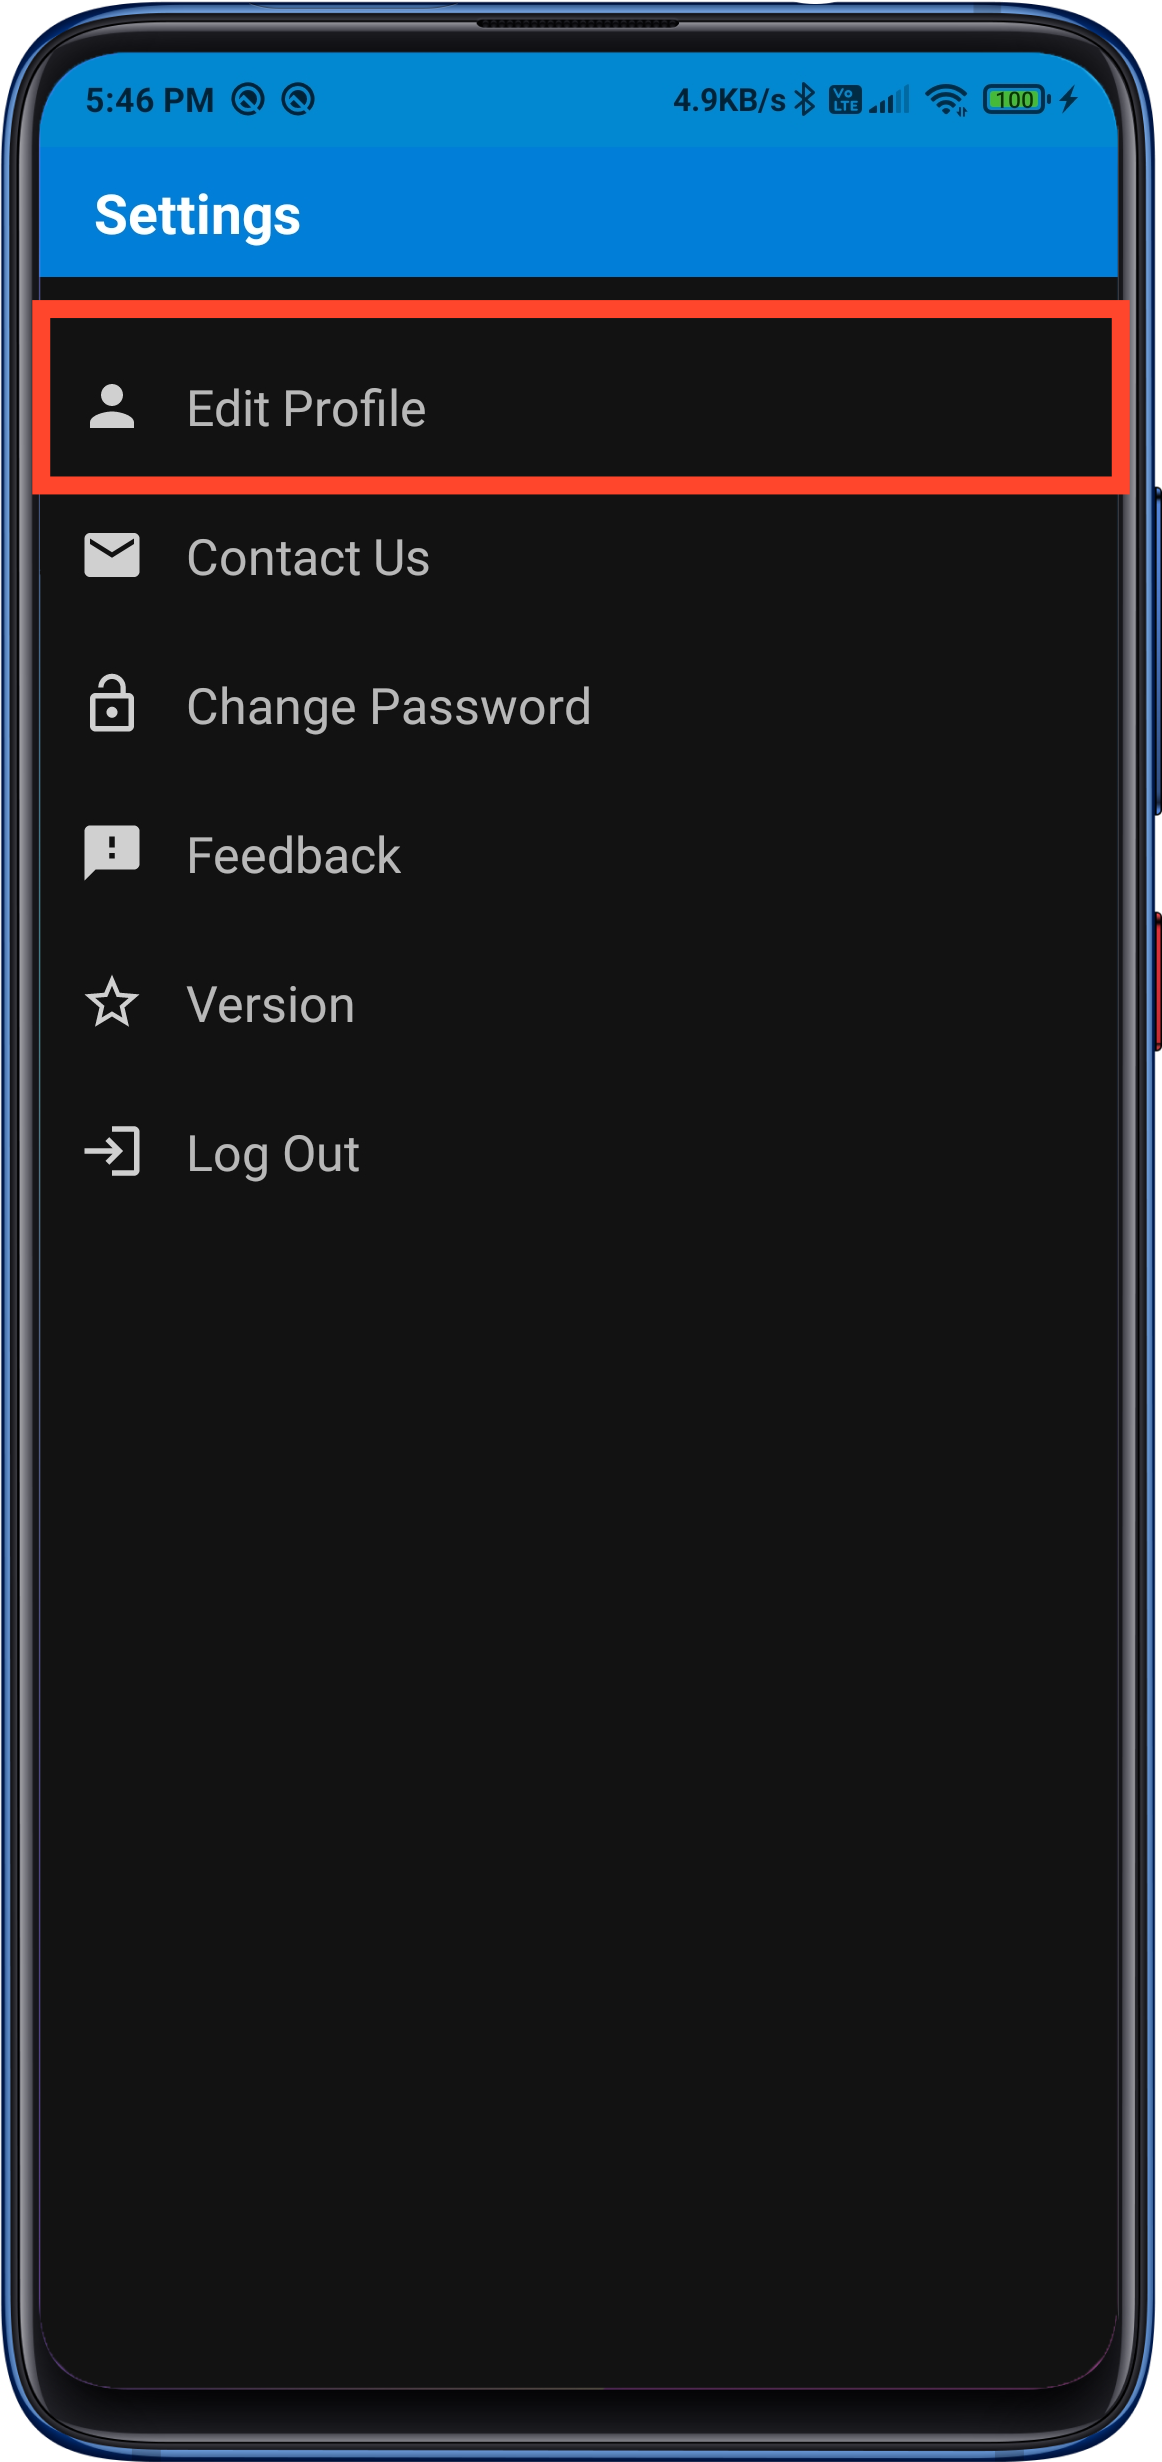 5:46 PM 4.9KB/s Vo LTE 100
Settings
Edit Profile
Contact Us
Change Password
Feedback
Version
Log Out